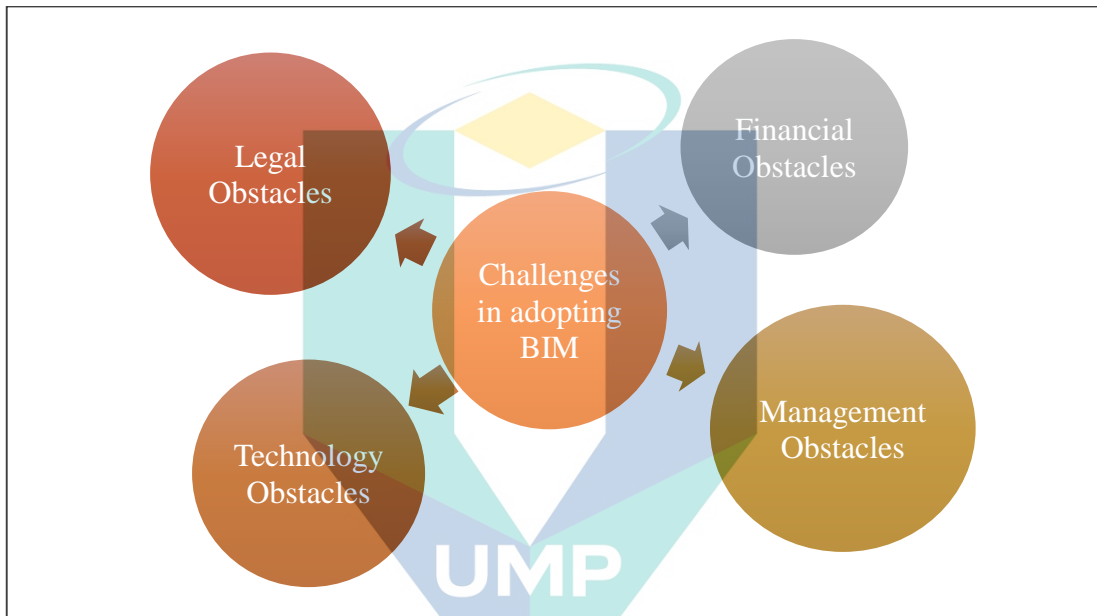 Legal
Obstacles
Financial
Obstacles
Challenges
in adopting
BIM
Technology
Obstacles
Management
Obstacles
UMP